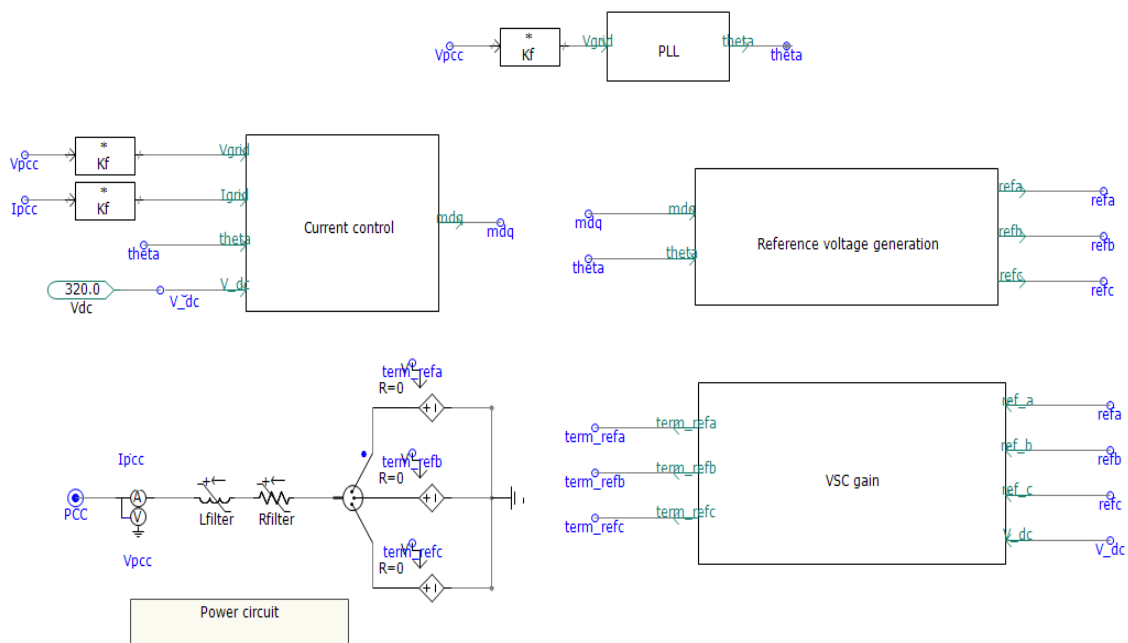 *
Kf
Vpcc
Vgrid
PLL
theta
theta
*
Kf
Vpcc
Vgrid
*
Kf
Ipcc
Igrid
theta
theta
320.0
Vdc
V_dc
V_dc
Current control
mdq
mdq
mdq
mdq
theta
theta
Reference voltage generation
refa
refa
refb
refb
refc
refc
term_refa
R=0
+ -
term_refb
R=0
+ -
term_refc
R=0
+ -
Ipcc
PCC
A
V
Vpcc
+
Lfilter
+
Rfilter
Power circuit
term_refa
term_refa
term_refb
term_refb
term_refc
term_refc
VSC gain
ref_a
refa
ref_b
refb
ref_c
refc
V_dc
V_dc